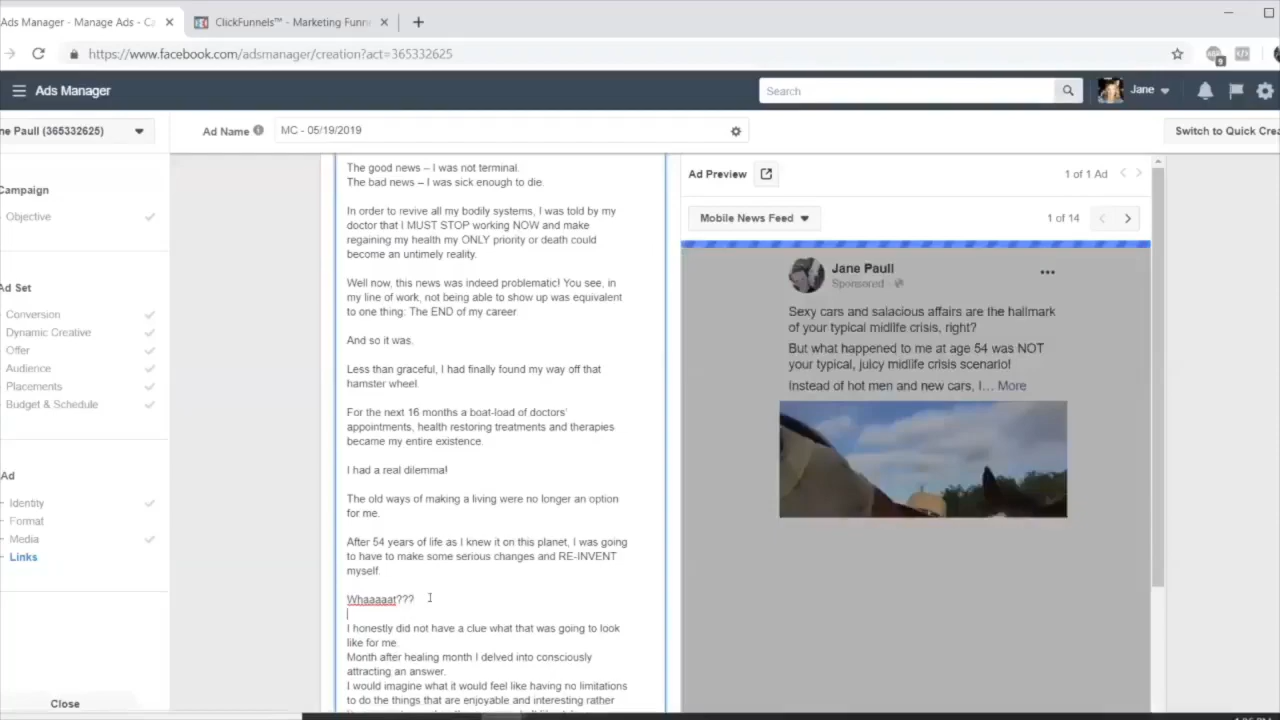 Ads Manager - Manage Ads - Ca
ClickFunnels™ - Marketing Funn
https://www.facebook.com/adsmanager/creation?act=365332625
9
Ads Manager
Search
Jane
ne Paull (365332625)
Ad Name
MC - 05/19/2019
Switch to Quick Crea
Campaign
Objective
Ad Set
Conversion
Dynamic Creative
Offer
Audience
Placements
Budget & Schedule
Ad
Identity
Format
Media
Links
Close
The good news – I was not terminal.
The bad news – I was sick enough to die.
In order to revive all my bodily systems, I was told by my
doctor that I MUST STOP working NOW and make
regaining my health my ONLY priority or death could
become an untimely reality.
Well now, this news was indeed problematic! You see, in
my line of work, not being able to show up was equivalent
to one thing: The END of my career.
And so it was.
Less than graceful, I had finally found my way off that
hamster wheel.
For the next 16 months a boat-load of doctors'
appointments, health restoring treatments and therapies
became my entire existence.
I had a real dilemma!
The old ways of making a living were no longer an option
for me.
After 54 years of life as I knew it on this planet, I was going
to have to make some serious changes and RE-INVENT
myself.
Whaaaaat???
I honestly did not have a clue what that was going to look
like for me.
Month after healing month I delved into consciously
attracting an answer.
I would imagine what it would feel like having no limitations
to do the things that are enjoyable and interesting rather
Ad Preview
1 of 1 Ad
Mobile News Feed
1 of 14
Jane Paull
Sponsored ·
Sexy cars and salacious affairs are the hallmark
of your typical midlife crisis, right?
But what happened to me at age 54 was NOT
your typical, juicy midlife crisis scenario!
Instead of hot men and new cars, I… More